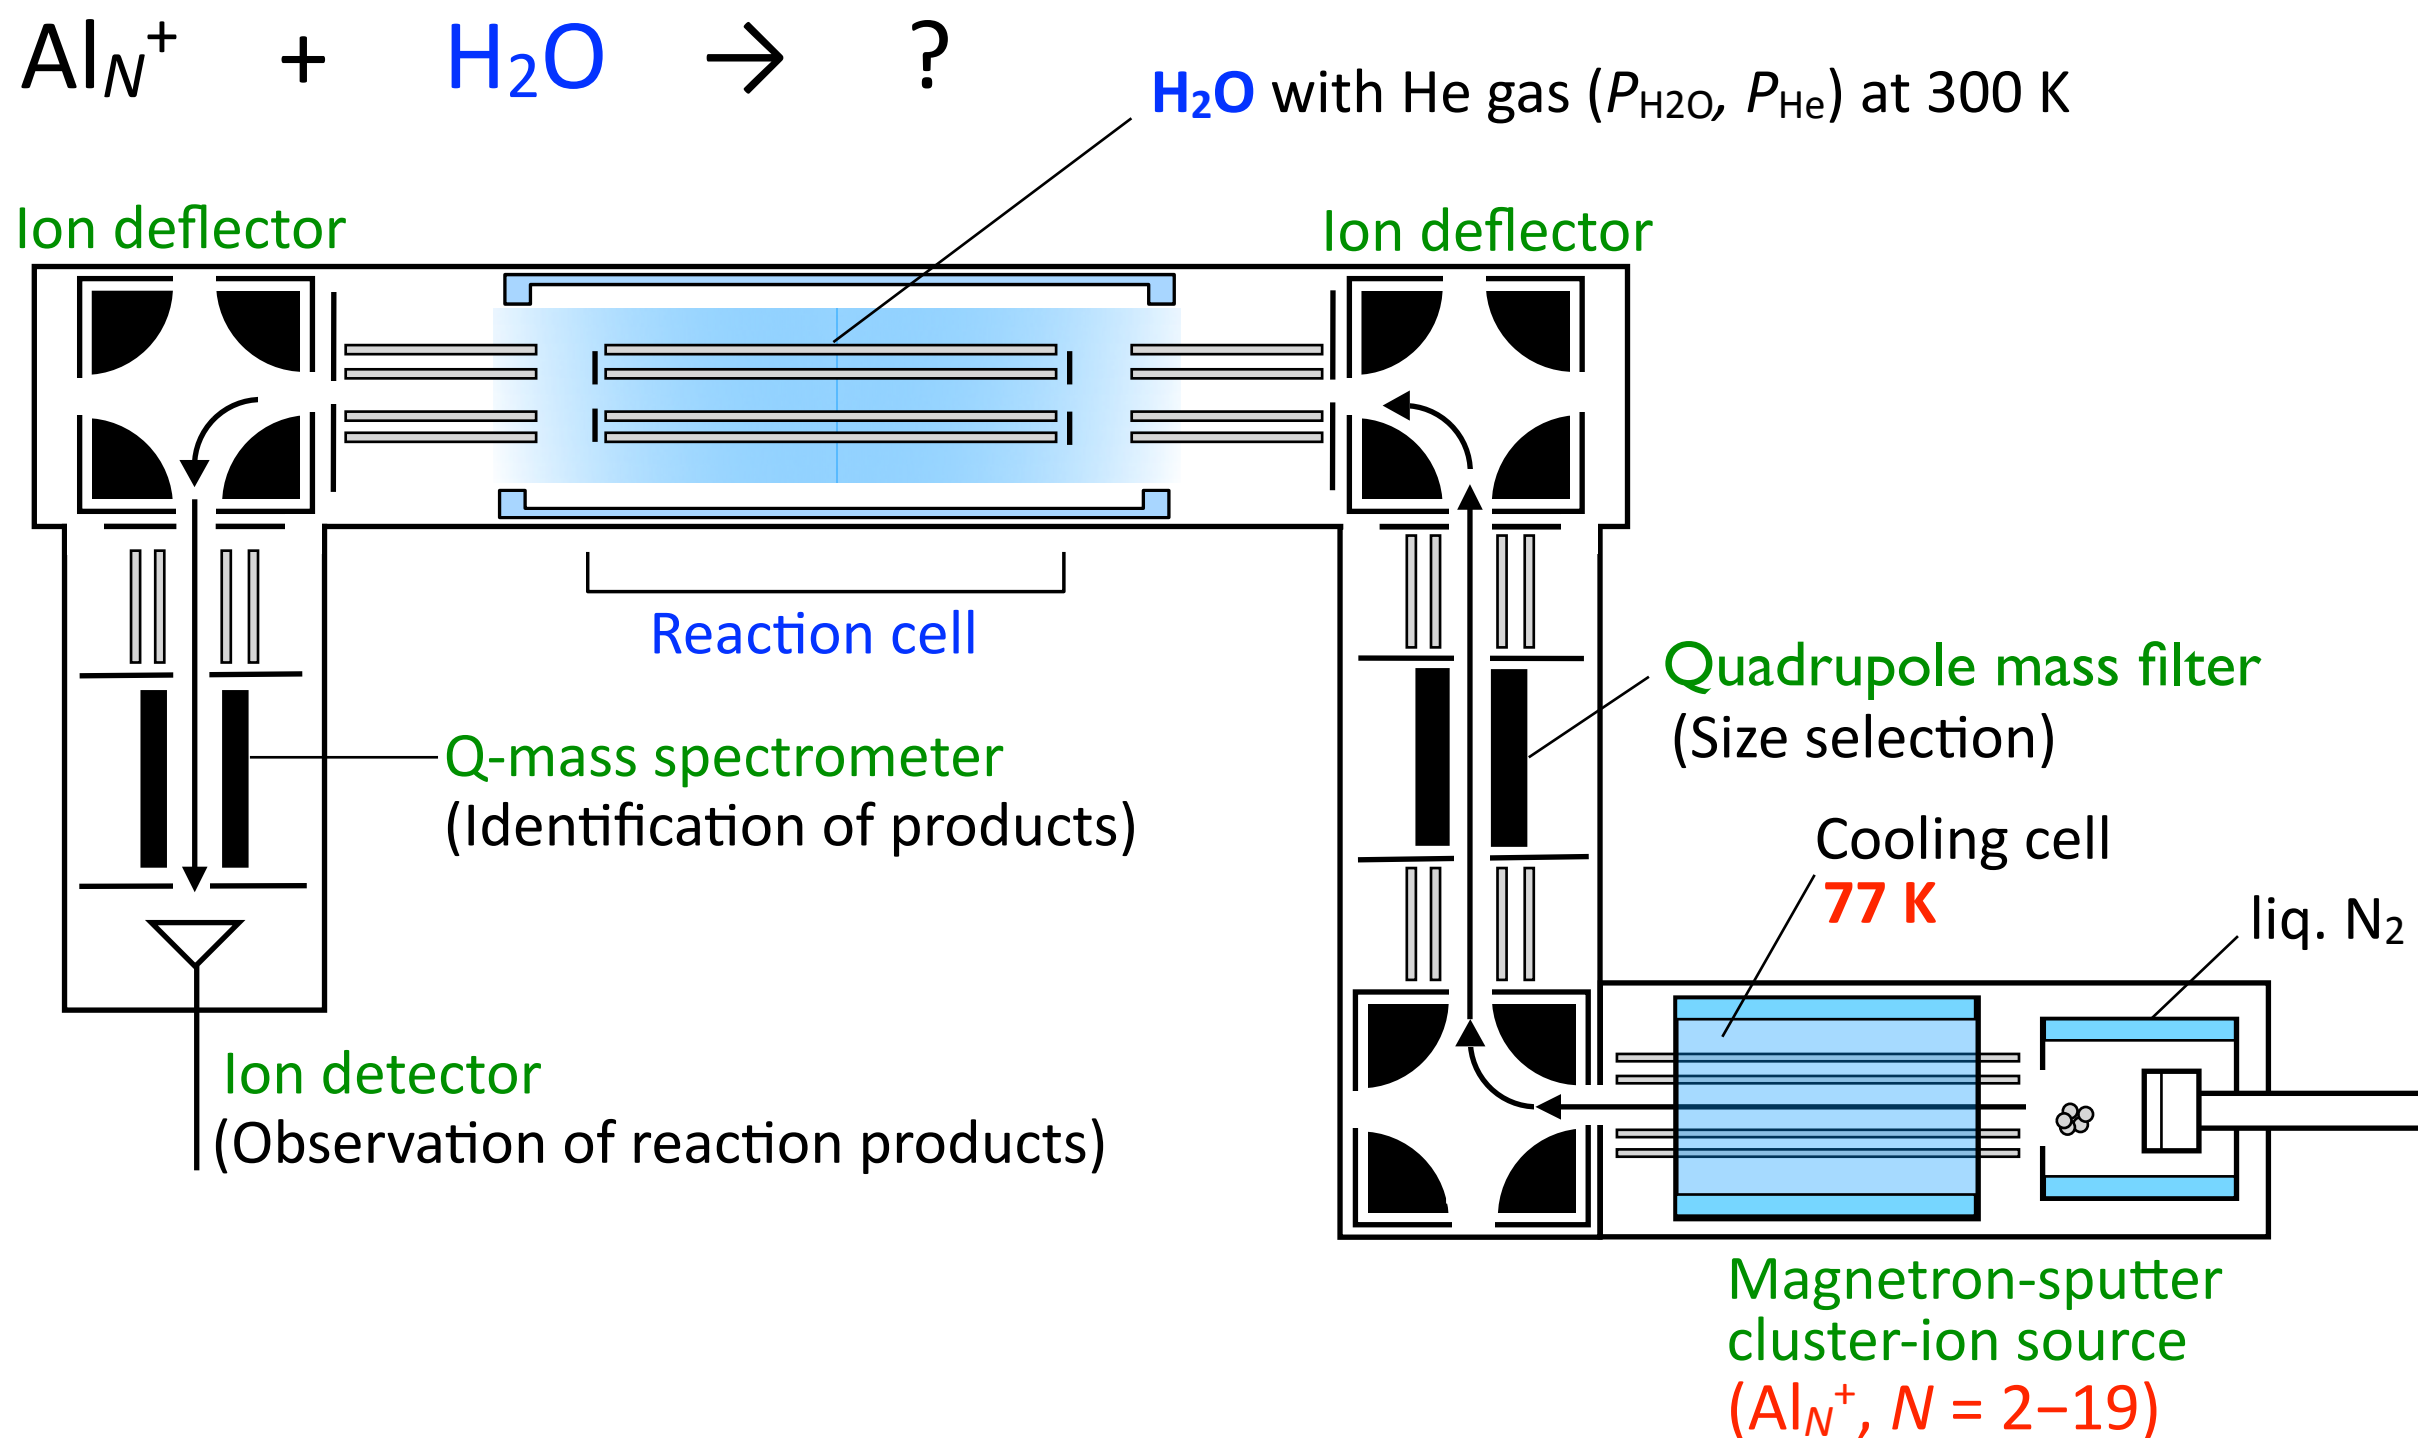 Al_N^+ + H₂O → ?
H₂O with He gas (P_H2O, P_He) at 300 K
Ion deflector
Ion deflector
Reaction cell
Quadrupole mass filter
(Size selection)
Q-mass spectrometer
(Identification of products)
Cooling cell
77 K
liq. N₂
Ion detector
(Observation of reaction products)
Magnetron-sputter
cluster-ion source
(Al_N^+, N = 2−19)